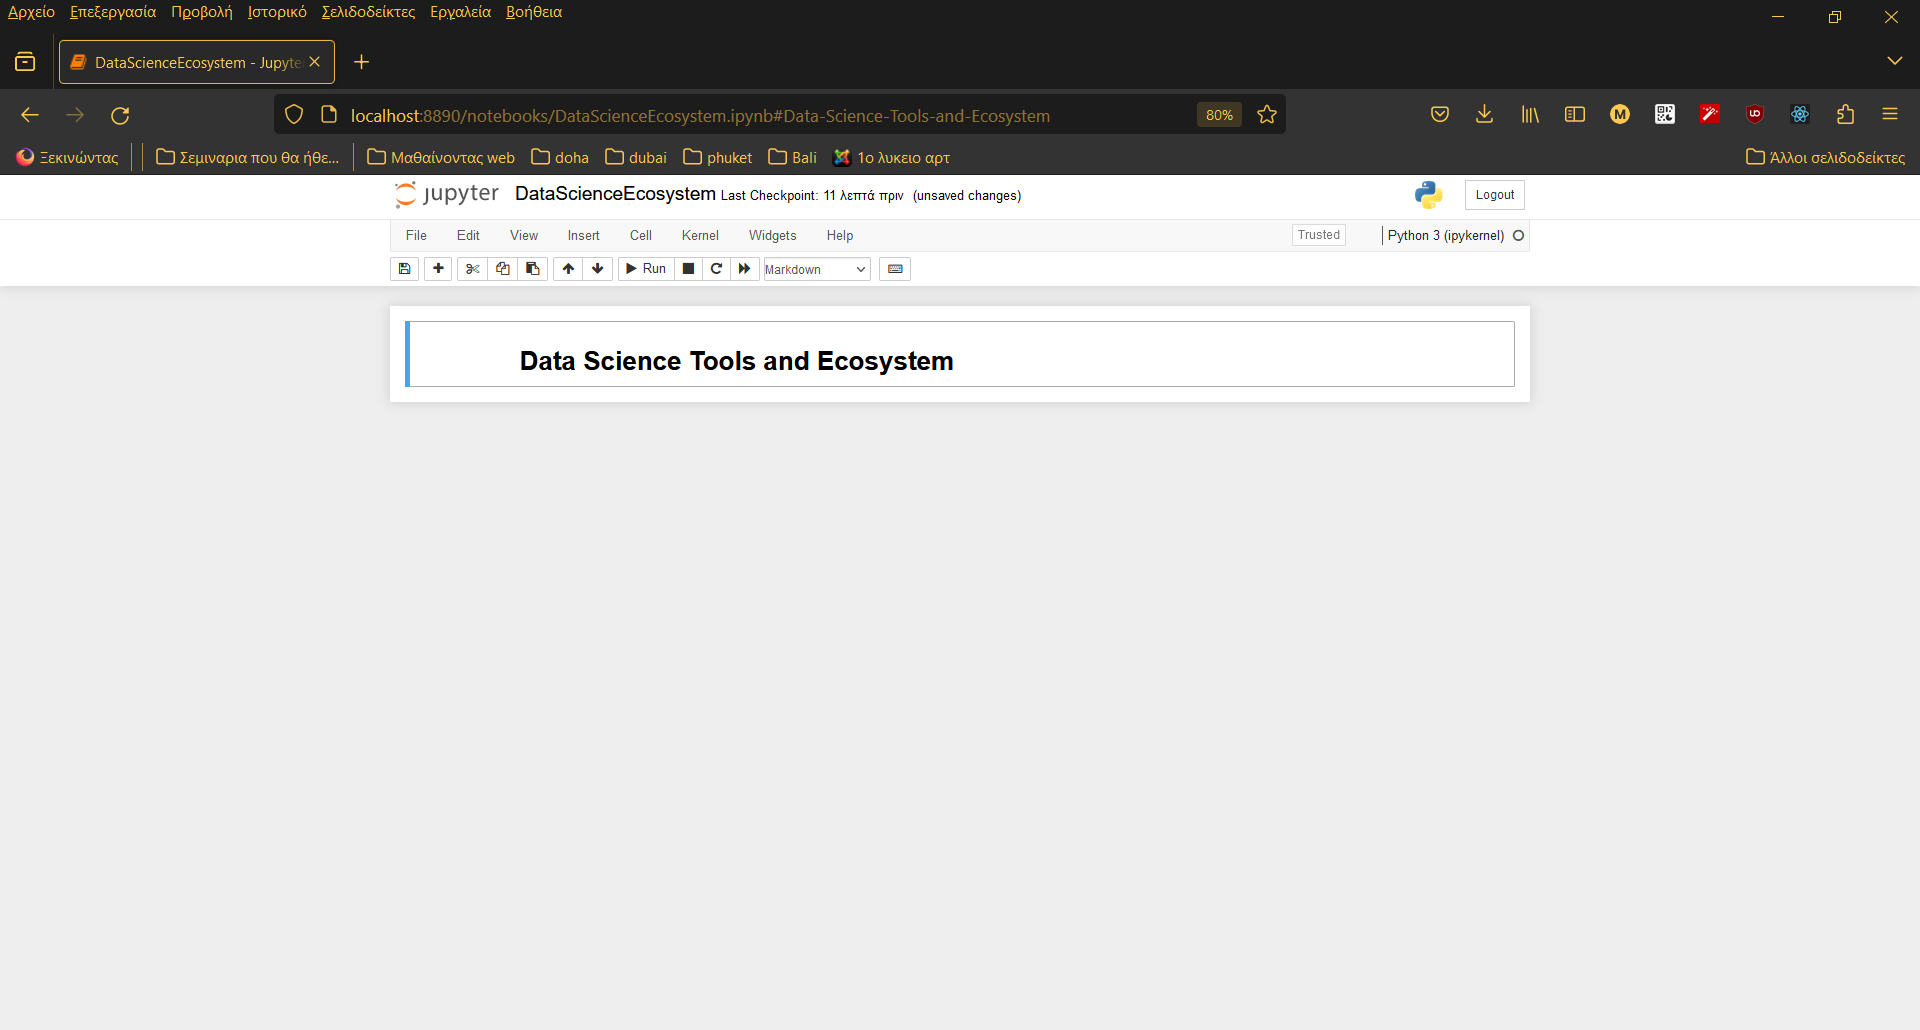 Αρχείο Επεξεργασία Προβολή Ιστορικό Σελιδοδείκτες Εργαλεία Βοήθεια
DataScienceEcosystem - Jupyte
localhost:8890/notebooks/DataScienceEcosystem.ipynb#Data-Science-Tools-and-Ecosystem 80% M
Ξεκινώντας Σεμιναρια που θα ήθε... Μαθαίνοντας web doha dubai phuket Bali 1ο λυκειο αρτ Άλλοι σελιδοδείκτες
jupyter DataScienceEcosystem Last Checkpoint: 11 λεπτά πριν (unsaved changes) Logout
File Edit View Insert Cell Kernel Widgets Help Trusted Python 3 (ipykernel)
Run Markdown
Data Science Tools and Ecosystem